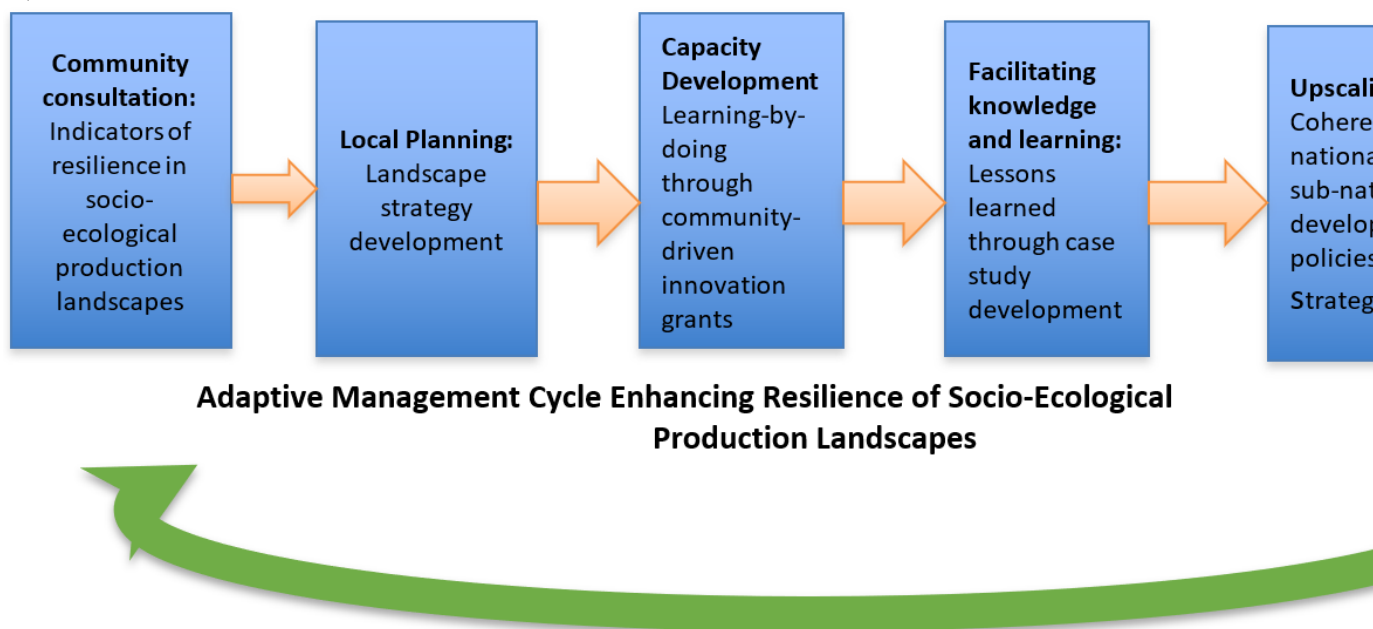 Community
consultation:
Indicators of
resilience in
socio-
ecological
production
landscapes
Local Planning:
Landscape
strategy
development
Capacity
Development
Learning-by-
doing
through
community-
driven
innovation
grants
Facilitating
knowledge
and learning:
Lessons
learned
through case
study
development
Adaptive Management Cycle Enhancing Resilience of Socio-Ecological
Production Landscapes